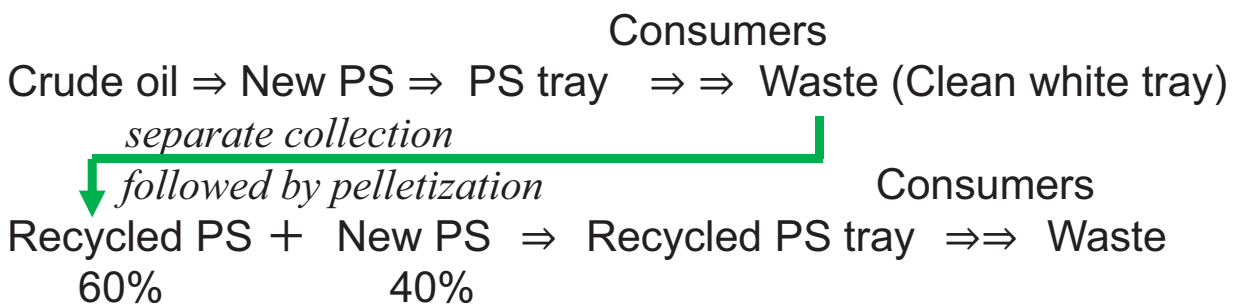 Consumers
Crude oil ⇒ New PS ⇒ PS tray ⇒ ⇒ Waste (Clean white tray)
separate collection
followed by pelletization
Consumers
Recycled PS + New PS ⇒ Recycled PS tray ⇒⇒ Waste
60% 40%